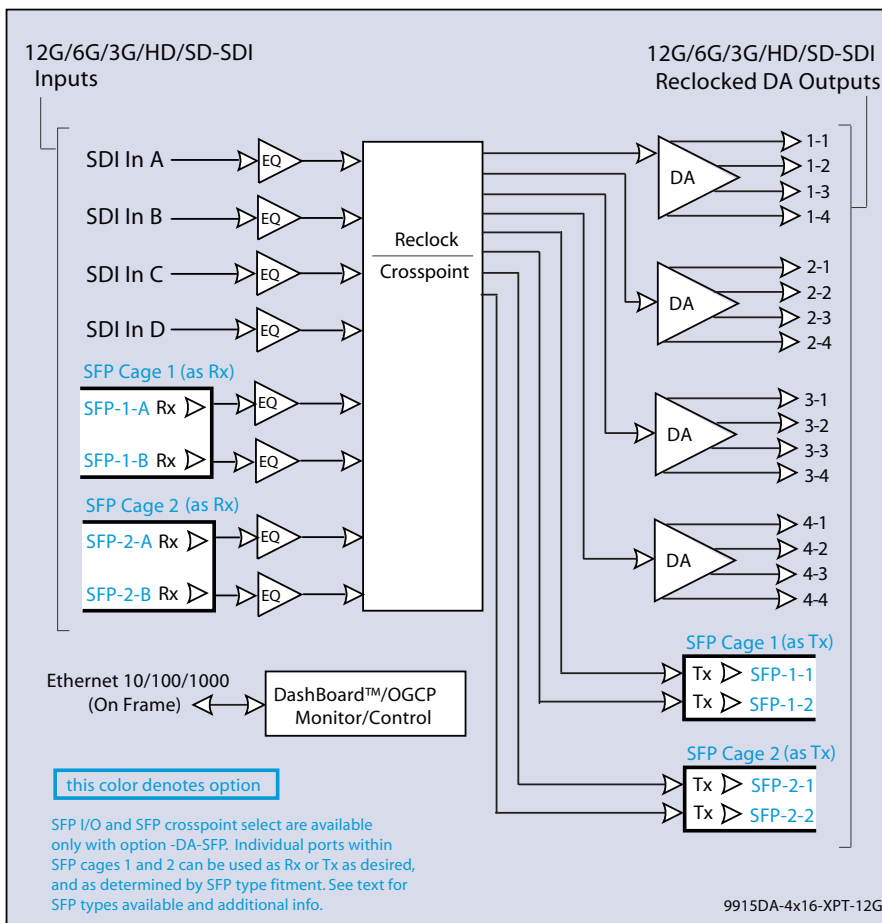 12G/6G/3G/HD/SD-SDI
Inputs
12G/6G/3G/HD/SD-SDI
Reclocked DA Outputs
SDI In A
EQ
SDI In B
EQ
SDI In C
EQ
SDI In D
EQ
SFP Cage 1 (as Rx)
SFP-1-A Rx
EQ
SFP-1-B Rx
EQ
SFP Cage 2 (as Rx)
SFP-2-A Rx
EQ
SFP-2-B Rx
EQ
Reclock
Crosspoint
DA
1-1
1-2
1-3
1-4
DA
2-1
2-2
2-3
2-4
DA
3-1
3-2
3-3
3-4
DA
4-1
4-2
4-3
4-4
SFP Cage 1 (as Tx)
Tx SFP-1-1
Tx SFP-1-2
SFP Cage 2 (as Tx)
Tx SFP-2-1
Tx SFP-2-2
Ethernet 10/100/1000
(On Frame)
DashBoard™/OGCP
Monitor/Control
this color denotes option
SFP I/O and SFP crosspoint select are available
only with option -DA-SFP. Individual ports within
SFP cages 1 and 2 can be used as Rx or Tx as desired,
and as determined by SFP type fitment. See text for
SFP types available and additional info.
9915DA-4x16-XPT-12G